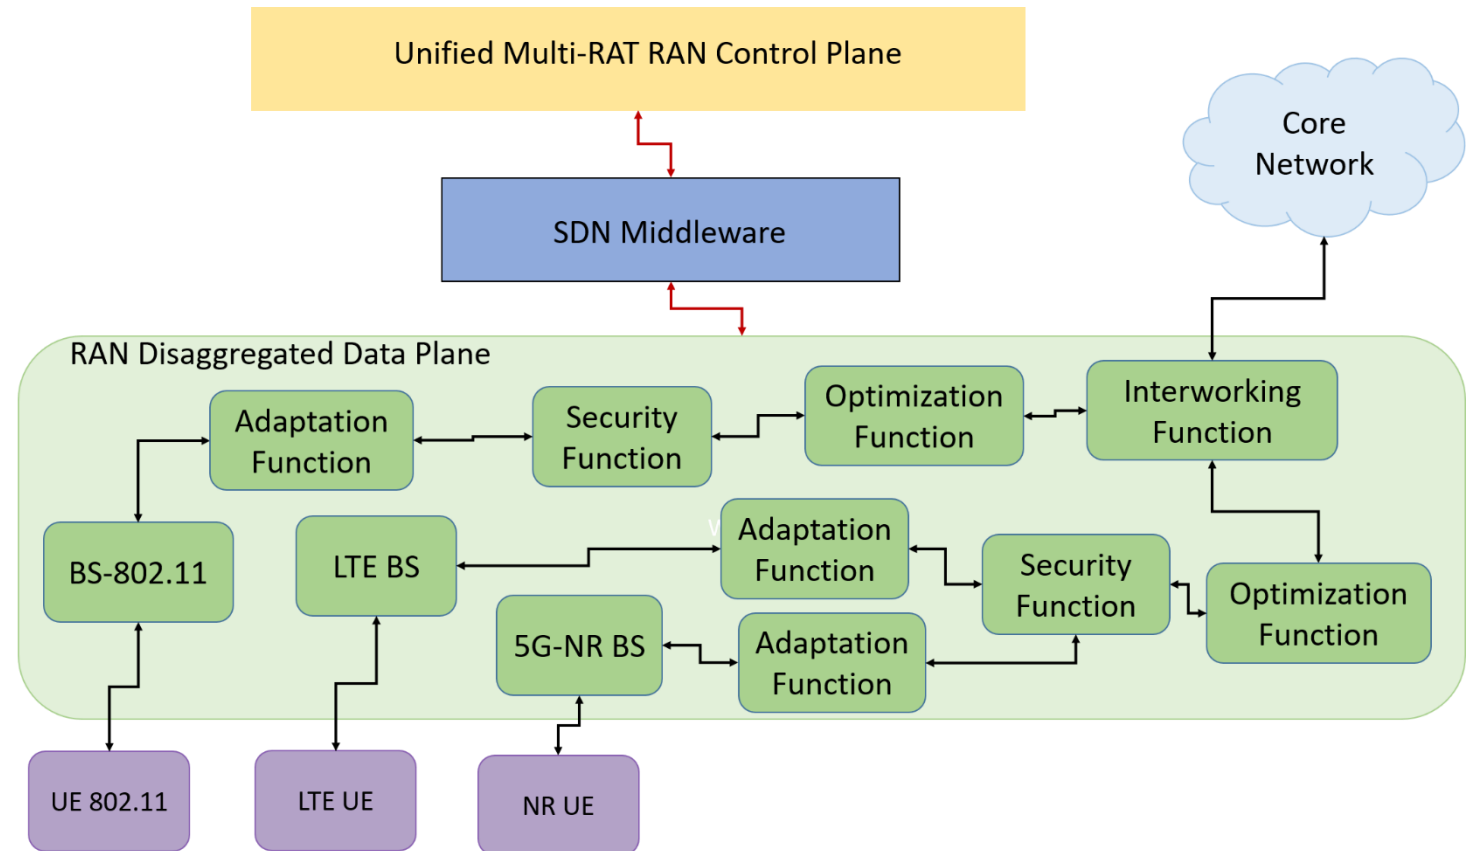 Unified Multi-RAT RAN Control Plane
Core
Network
SDN Middleware
RAN Disaggregated Data Plane
Adaptation
Function
Security
Function
Optimization
Function
Interworking
Function
BS-802.11
LTE BS
Adaptation
Function
Security
Function
Optimization
Function
5G-NR BS
Adaptation
Function
UE 802.11
LTE UE
NR UE